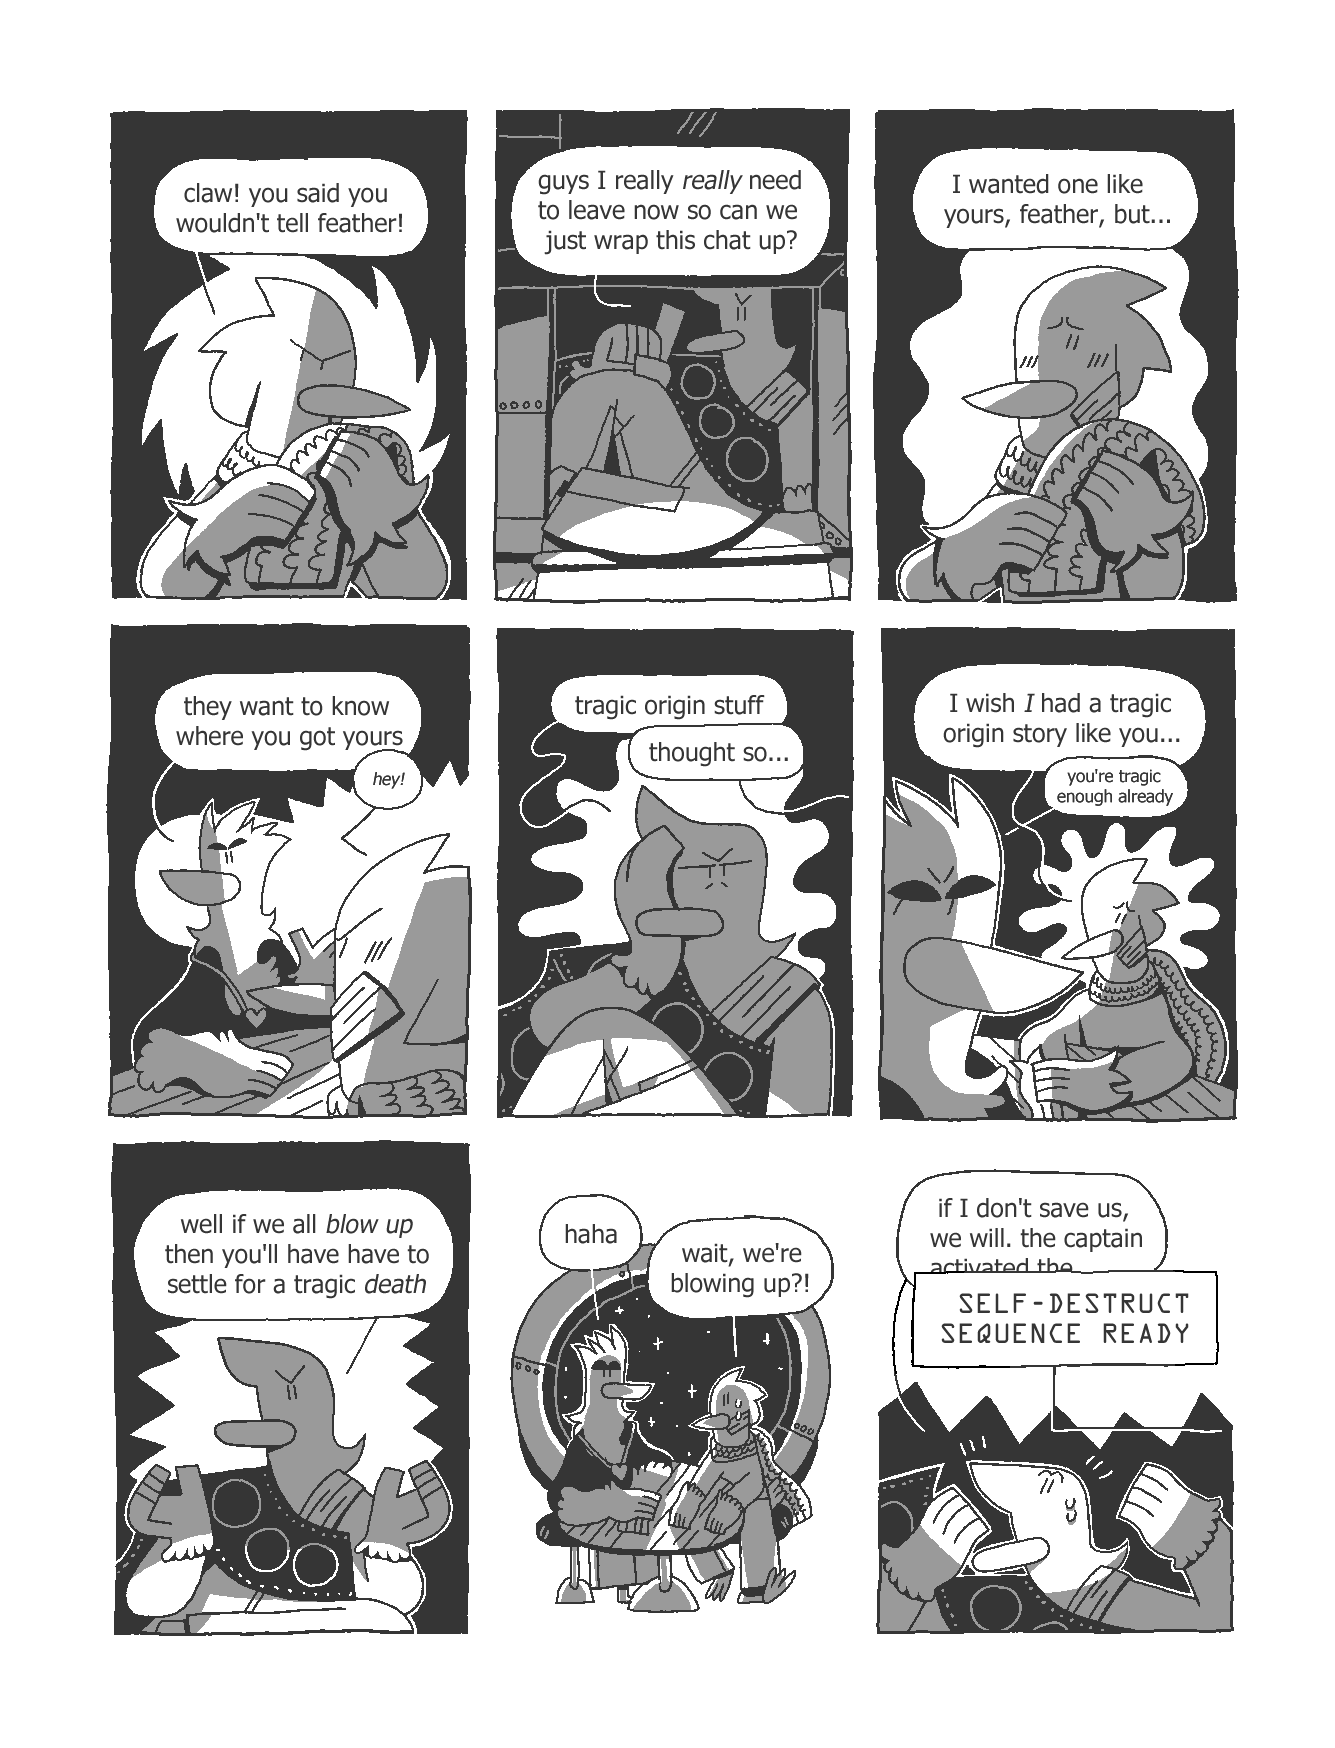 claw! you said you
wouldn't tell feather!
guys I really really need
to leave now so can we
just wrap this chat up?
I wanted one like
yours, feather, but...
they want to know
where you got yours
hey!
tragic origin stuff
thought so...
I wish I had a tragic
origin story like you...
you're tragic
enough already
well if we all blow up
then you'll have have to
settle for a tragic death
haha
wait, we're
blowing up?!
if I don't save us,
we will. the captain
activated the
SELF-DESTRUCT
SEQUENCE READY